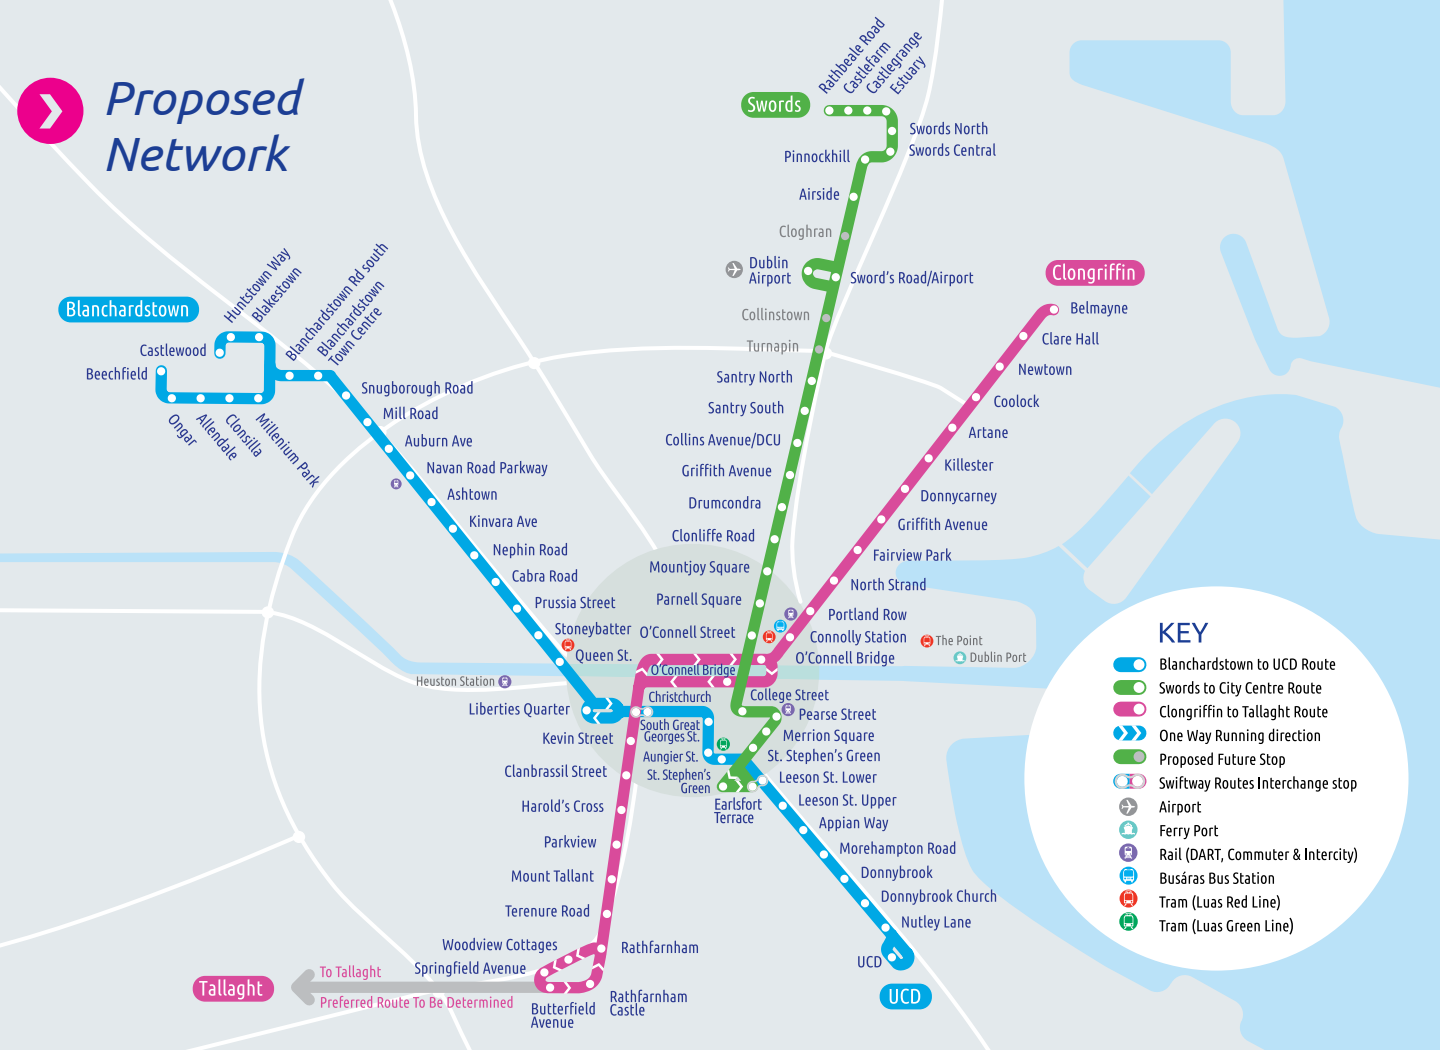 Proposed
Network
Swords
Rathbeale Road
Castlefarm
Castlegrange
Estuary
Swords North
Swords Central
Pinnockhill
Airside
Cloghran
Dublin
Airport
Sword's Road/Airport
Collinstown
Turnapin
Santry North
Santry South
Collins Avenue/DCU
Griffith Avenue
Drumcondra
Clonliffe Road
Mountjoy Square
Parnell Square
O'Connell Street
Clongriffin
Belmayne
Clare Hall
Newtown
Coolock
Artane
Killester
Donnycarney
Griffith Avenue
Fairview Park
North Strand
Portland Row
Connolly Station
O'Connell Bridge
The Point
Dublin Port
Blanchardstown
Huntstown Way
Blakestown
Blanchardstown Rd south
Blanchardstown
Town Centre
Castlewood
Beechfield
Ongar
Allendale
Clonsilla
Millenium Park
Snugborough Road
Mill Road
Auburn Ave
Navan Road Parkway
Ashtown
Kinvara Ave
Nephin Road
Cabra Road
Prussia Street
Stoneybatter
Queen St.
Heuston Station
Liberties Quarter
O'Connell Bridge
Christchurch
College Street
Pearse Street
Merrion Square
St. Stephen's Green
South Great
Georges St.
Aungier St.
St. Stephen's
Green
Earlsfort
Terrace
Leeson St. Lower
Leeson St. Upper
Appian Way
Morehampton Road
Donnybrook
Donnybrook Church
Nutley Lane
UCD
UCD
Kevin Street
Clanbrassil Street
Harold's Cross
Parkview
Mount Tallant
Terenure Road
Woodview Cottages
Rathfarnham
Springfield Avenue
Butterfield
Avenue
Rathfarnham
Castle
Tallaght
To Tallaght
Preferred Route To Be Determined
KEY
Blanchardstown to UCD Route
Swords to City Centre Route
Clongriffin to Tallaght Route
One Way Running direction
Proposed Future Stop
Swiftway Routes Interchange stop
Airport
Ferry Port
Rail (DART, Commuter & Intercity)
Busáras Bus Station
Tram (Luas Red Line)
Tram (Luas Green Line)